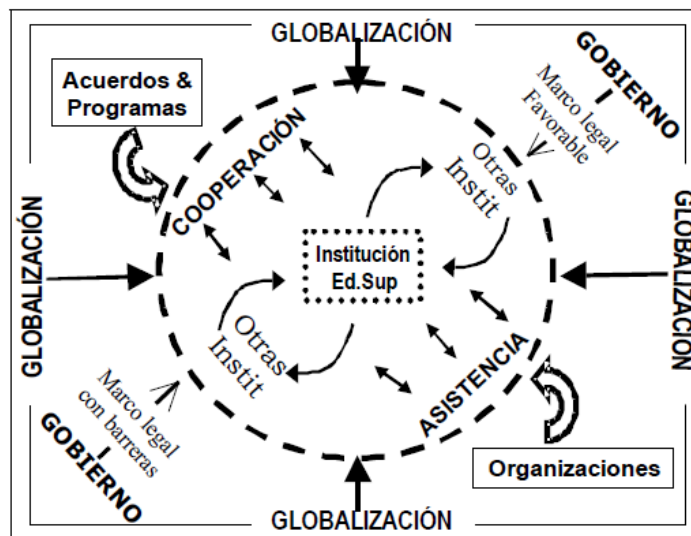 GLOBALIZACIÓN
GOBIERNO
Marco legal
Favorable
Acuerdos &
Programas
COOPERACIÓN
Otras
Instit
GLOBALIZACIÓN
Institución
Ed.Sup
GLOBALIZACIÓN
Otras
Instit
ASISTENCIA
Marco legal
con barreras
GOBIERNO
Organizaciones
GLOBALIZACIÓN